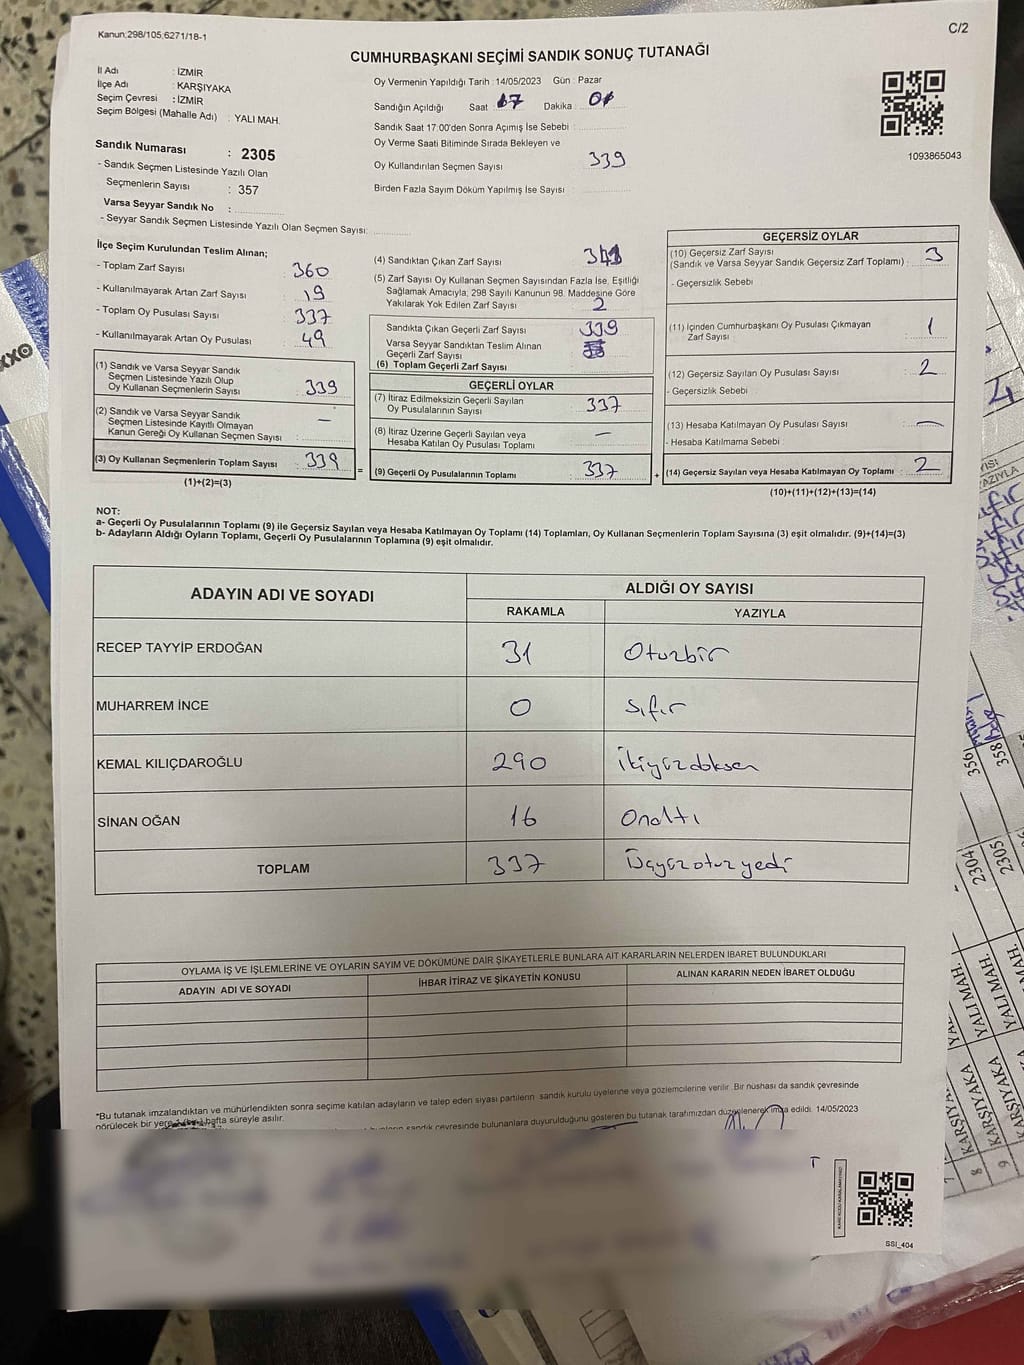 Kanun;298/105,6271/18-1
C/2
CUMHURBAŞKANI SEÇİMİ SANDIK SONUÇ TUTANAĞI
İl Adı : İZMİR
İlçe Adı : KARŞIYAKA
Seçim Çevresi : İZMİR
Seçim Bölgesi (Mahalle Adı) : YALI MAH.
Sandık Numarası : 2305
- Sandık Seçmen Listesinde Yazılı Olan
Seçmenlerin Sayısı : 357
Varsa Seyyar Sandık No :
- Seyyar Sandık Seçmen Listesinde Yazılı Olan Seçmen Sayısı:
Oy Vermenin Yapıldığı Tarih : 14/05/2023 Gün : Pazar
Sandığın Açıldığı Saat : 17 Dakika : 01
Sandık Saat 17:00'den Sonra Açımış İse Sebebi :
Oy Verme Saati Bitiminde Sırada Bekleyen ve
Oy Kullandırılan Seçmen Sayısı 339
Birden Fazla Sayım Döküm Yapılmış İse Sayısı :
1093865043
İlçe Seçim Kurulundan Teslim Alınan;
- Toplam Zarf Sayısı : 360
- Kullanılmayarak Artan Zarf Sayısı : 19
- Toplam Oy Pusulası Sayısı : 337
- Kullanılmayarak Artan Oy Pusulası : 49
(1) Sandık ve Varsa Seyyar Sandık
Seçmen Listesinde Yazılı Olup
Oy Kullanan Seçmenlerin Sayısı : 339
(2) Sandık ve Varsa Seyyar Sandık
Seçmen Listesinde Kayıtlı Olmayan
Kanun Gereği Oy Kullanan Seçmen Sayısı : —
(3) Oy Kullanan Seçmenlerin Toplam Sayısı : 339
(1)+(2)=(3)
=
(4) Sandıktan Çıkan Zarf Sayısı : 341
(5) Zarf Sayısı Oy Kullanan Seçmen Sayısından Fazla İse, Eşitliği
Sağlamak Amacıyla, 298 Sayılı Kanunun 98. Maddesine Göre
Yakılarak Yok Edilen Zarf Sayısı : 2
Sandıkta Çıkan Geçerli Zarf Sayısı : 339
Varsa Seyyar Sandıktan Teslim Alınan
Geçerli Zarf Sayısı
(6) Toplam Geçerli Zarf Sayısı
GEÇERLİ OYLAR
(7) İtiraz Edilmeksizin Geçerli Sayılan
Oy Pusulalarının Sayısı : 337
(8) İtiraz Üzerine Geçerli Sayılan veya
Hesaba Katılan Oy Pusulası Toplamı : —
(9) Geçerli Oy Pusulalarının Toplamı : 337
+
GEÇERSİZ OYLAR
(10) Geçersiz Zarf Sayısı
(Sandık ve Varsa Seyyar Sandık Geçersiz Zarf Toplamı) : 3
- Geçersizlik Sebebi :
(11) İçinden Cumhurbaşkanı Oy Pusulası Çıkmayan
Zarf Sayısı : 1
(12) Geçersiz Sayılan Oy Pusulası Sayısı : 2
- Geçersizlik Sebebi :
(13) Hesaba Katılmayan Oy Pusulası Sayısı : —
- Hesaba Katılmama Sebebi :
(14) Geçersiz Sayılan veya Hesaba Katılmayan Oy Toplamı : 2
(10)+(11)+(12)+(13)=(14)
NOT:
a- Geçerli Oy Pusulalarının Toplamı (9) ile Geçersiz Sayılan veya Hesaba Katılmayan Oy Toplamı (14) Toplamları, Oy Kullanan Seçmenlerin Toplam Sayısına (3) eşit olmalıdır. (9)+(14)=(3)
b- Adayların Aldığı Oyların Toplamı, Geçerli Oy Pusulalarının Toplamına (9) eşit olmalıdır.
ADAYIN ADI VE SOYADI
ALDIĞI OY SAYISI
RAKAMLA YAZIYLA
RECEP TAYYİP ERDOĞAN 31 Oturbir
MUHARREM İNCE 0 Sıfır
KEMAL KILIÇDAROĞLU 290 İkiyüzdoksan
SİNAN OĞAN 16 Onaltı
TOPLAM 337 Üçyüzotuzyedi
OYLAMA İŞ VE İŞLEMLERİNE VE OYLARIN SAYIM VE DÖKÜMÜNE DAİR ŞİKAYETLERLE BUNLARA AİT KARARLARIN NELERDEN İBARET BULUNDUKLARI
ADAYIN ADI VE SOYADI
İHBAR İTİRAZ VE ŞİKAYETİN KONUSU
ALINAN KARARIN NEDEN İBARET OLDUĞU
*Bu tutanak imzalandıktan ve mühürlendikten sonra seçime katılan adayların ve talep eden siyasi partilerin sandık kurulu üyelerine veya gözlemcilerine verilir .Bir nüshası da sandık çevresinde
görülecek bir yere 1 (bir) hafta süreyle asılır.
sandık çevresinde bulunanlara duyurulduğunu gösteren bu tutanak tarafımızdan düzenlenerek imza edildi. 14/05/2023
SSI_404
356
358
2304
2305
YALI MAH.
YALI MAH.
8 KARŞIYAKA
9 KARŞIYAKA